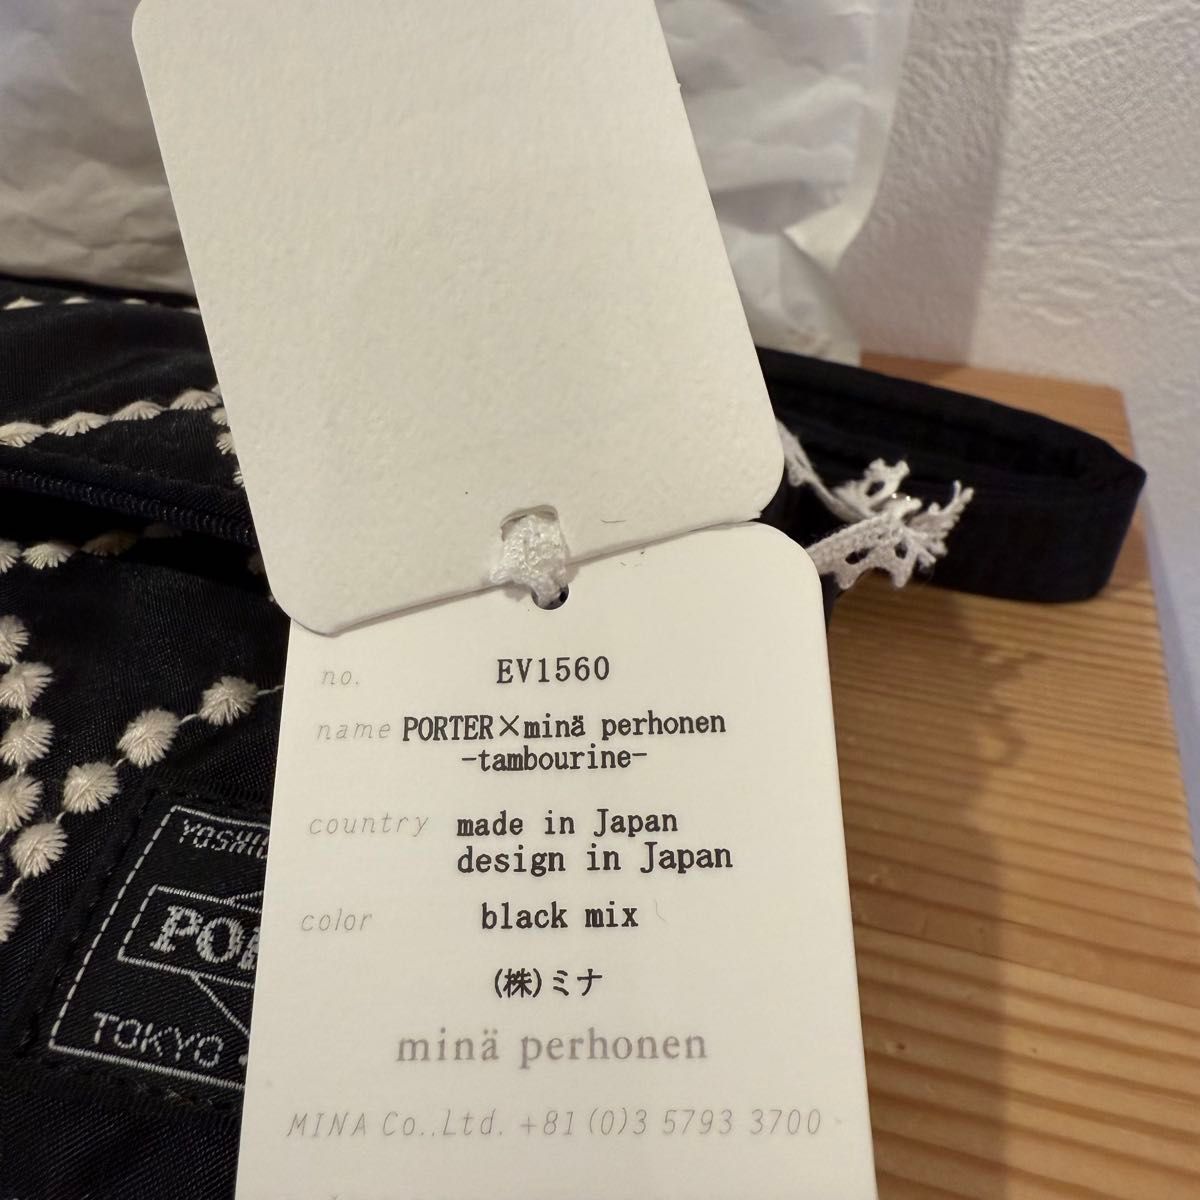 no. EV1560
name PORTER×minä perhonen
-tambourine-
country made in Japan
design in Japan
color black mix
(株)ミナ
minä perhonen
MINA Co.,Ltd. +81(0)3 5793 3700
TOKYO